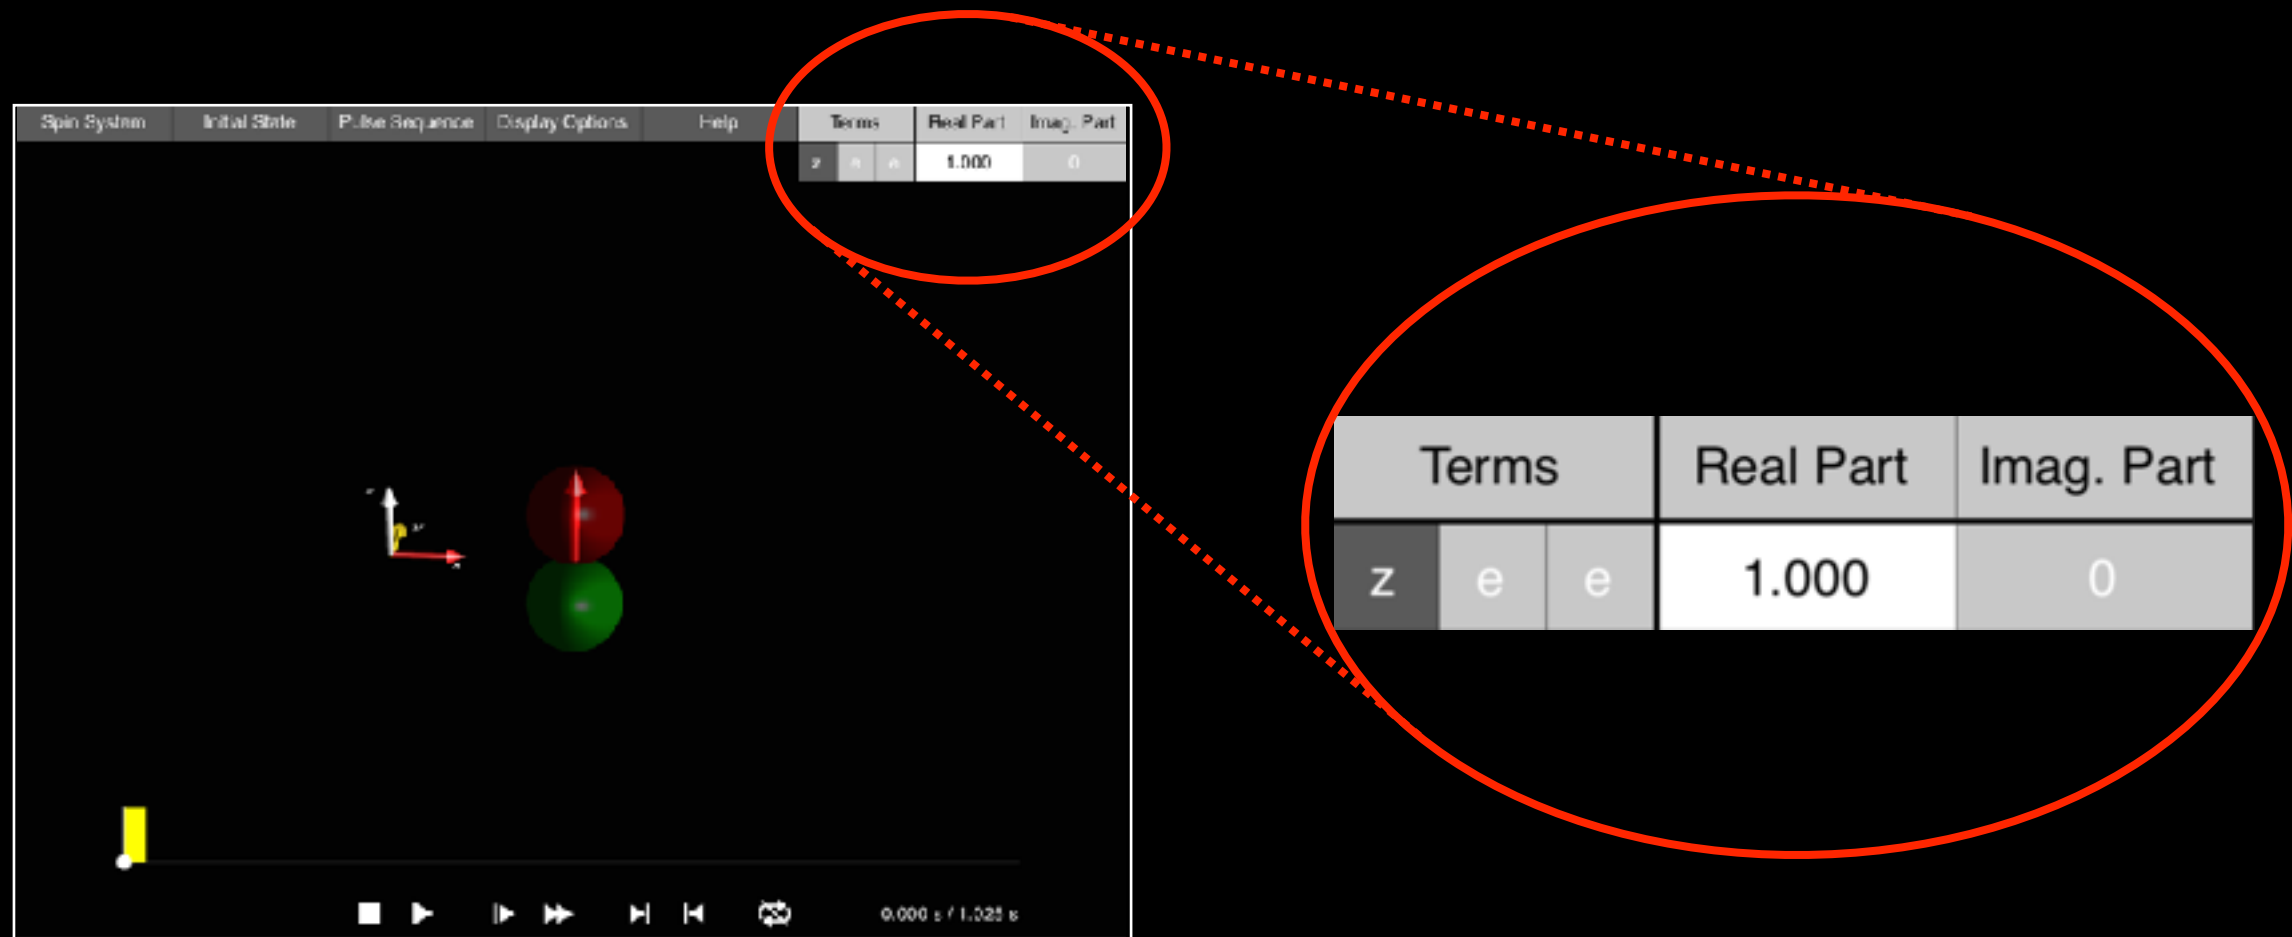 Spin System Initial State Pulse Sequence Display Options Help Terms Real Part Imag. Part
z e e 1.000 0
Terms Real Part Imag. Part
z e e 1.000 0
0.000 s / 1.025 s